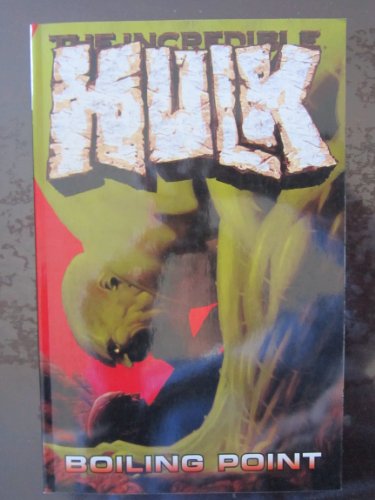 THE INCREDIBLE
HULK
BOILING POINT